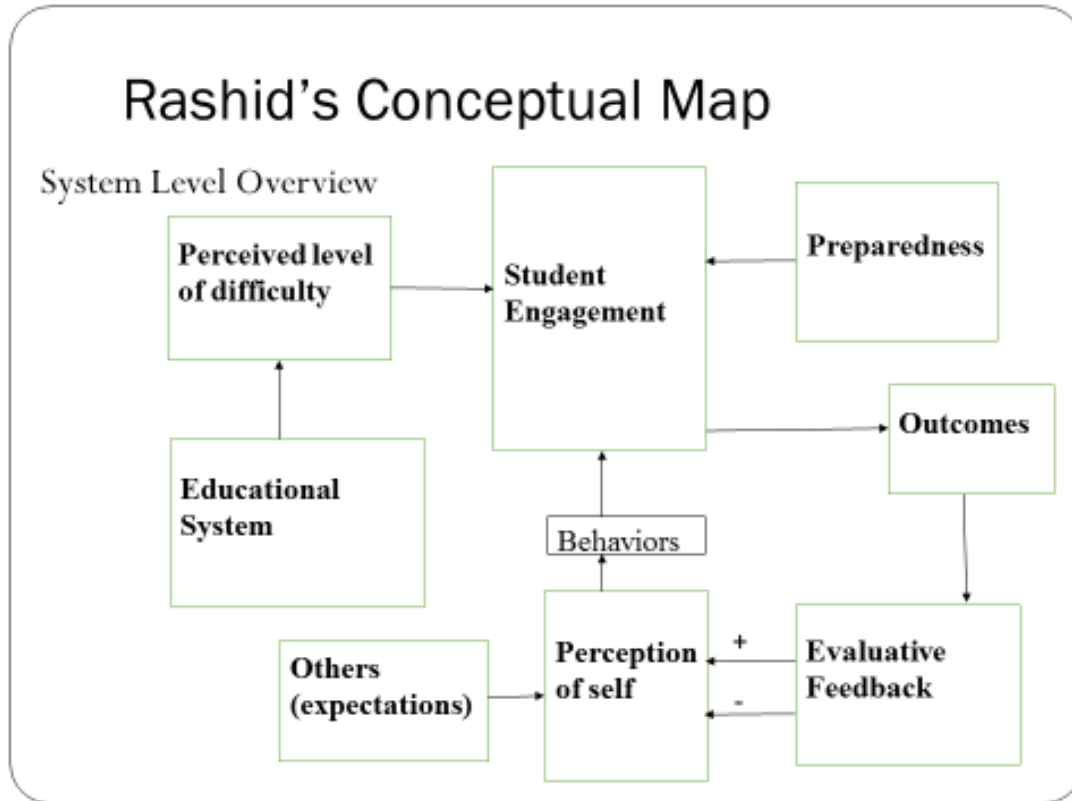 Rashid's Conceptual Map
System Level Overview
Perceived level
of difficulty
Student
Engagement
Preparedness
Educational
System
Outcomes
Behaviors
Others
(expectations)
Perception
of self
+
-
Evaluative
Feedback